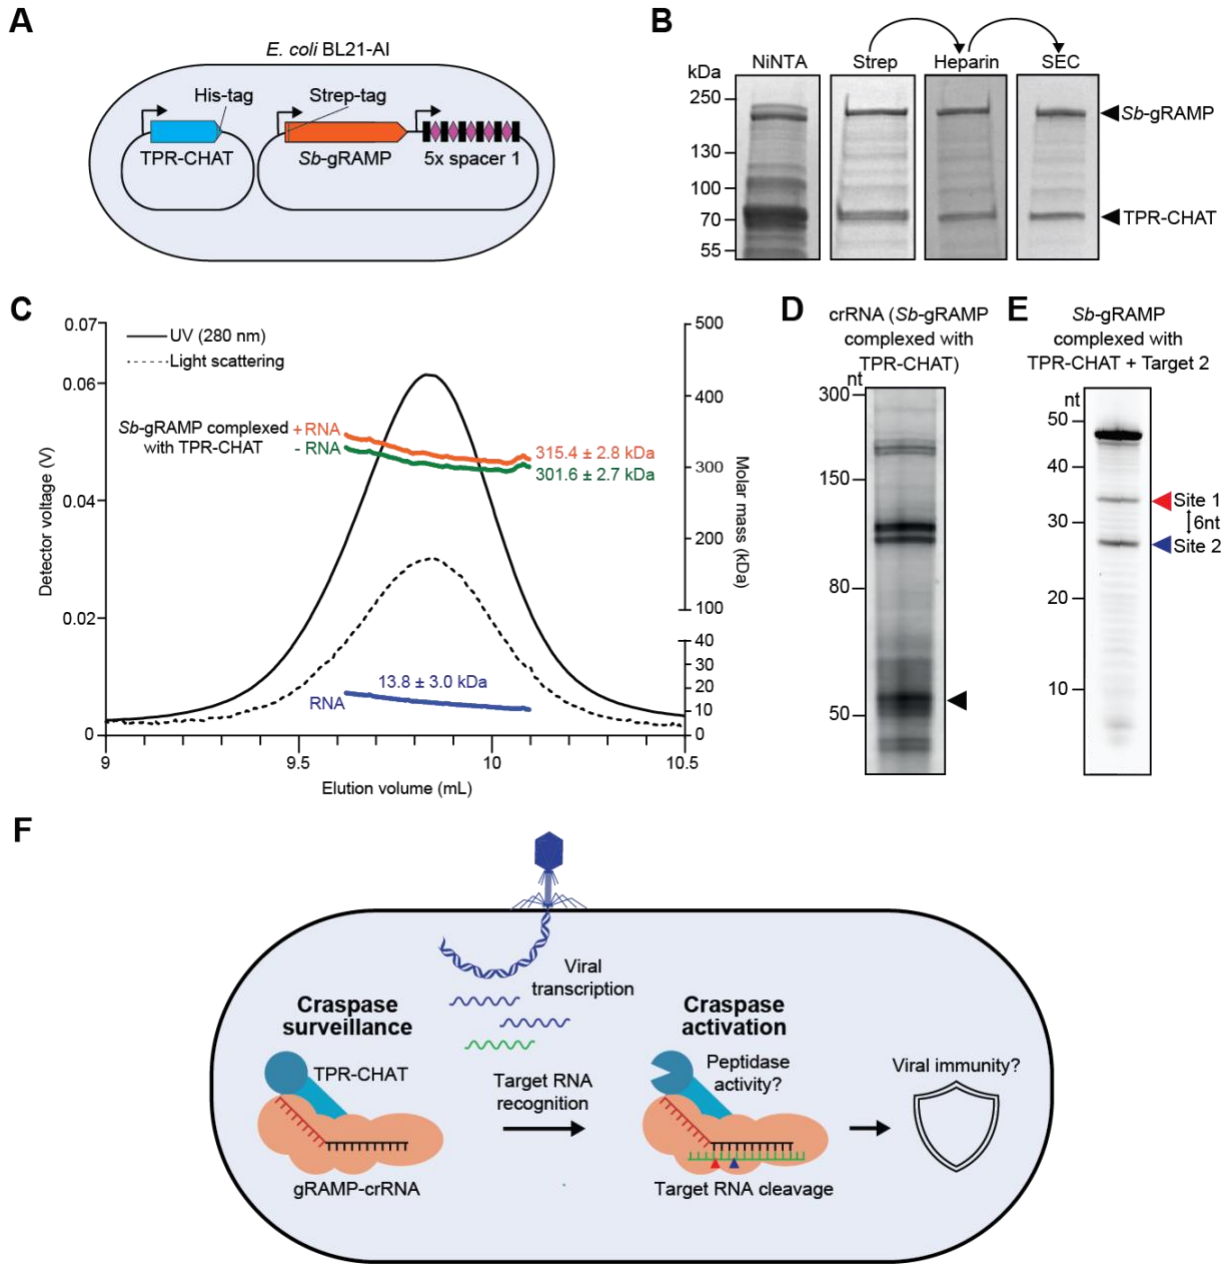 A
E. coli BL21-AI
His-tag
Strep-tag
TPR-CHAT
Sb-gRAMP
5x spacer 1
B
NiNTA
Strep
Heparin
SEC
kDa
250
130
100
70
55
Sb-gRAMP
TPR-CHAT
C
0.07
0.06
0.04
0.02
0
Detector voltage (V)
UV (280 nm)
Light scattering
Sb-gRAMP complexed
with TPR-CHAT
+RNA
- RNA
315.4 ± 2.8 kDa
301.6 ± 2.7 kDa
13.8 ± 3.0 kDa
RNA
500
400
300
200
100
40
30
20
10
0
Molar mass (kDa)
9
9.5
10
10.5
Elution volume (mL)
D
crRNA (Sb-gRAMP
complexed with
TPR-CHAT)
nt
300
150
80
50
E
Sb-gRAMP
complexed with
TPR-CHAT + Target 2
nt
50
40
30
20
10
Site 1
6nt
Site 2
F
Viral
transcription
Craspase
surveillance
TPR-CHAT
gRAMP-crRNA
Target RNA
recognition
Craspase
activation
Peptidase
activity?
Target RNA cleavage
Viral immunity?